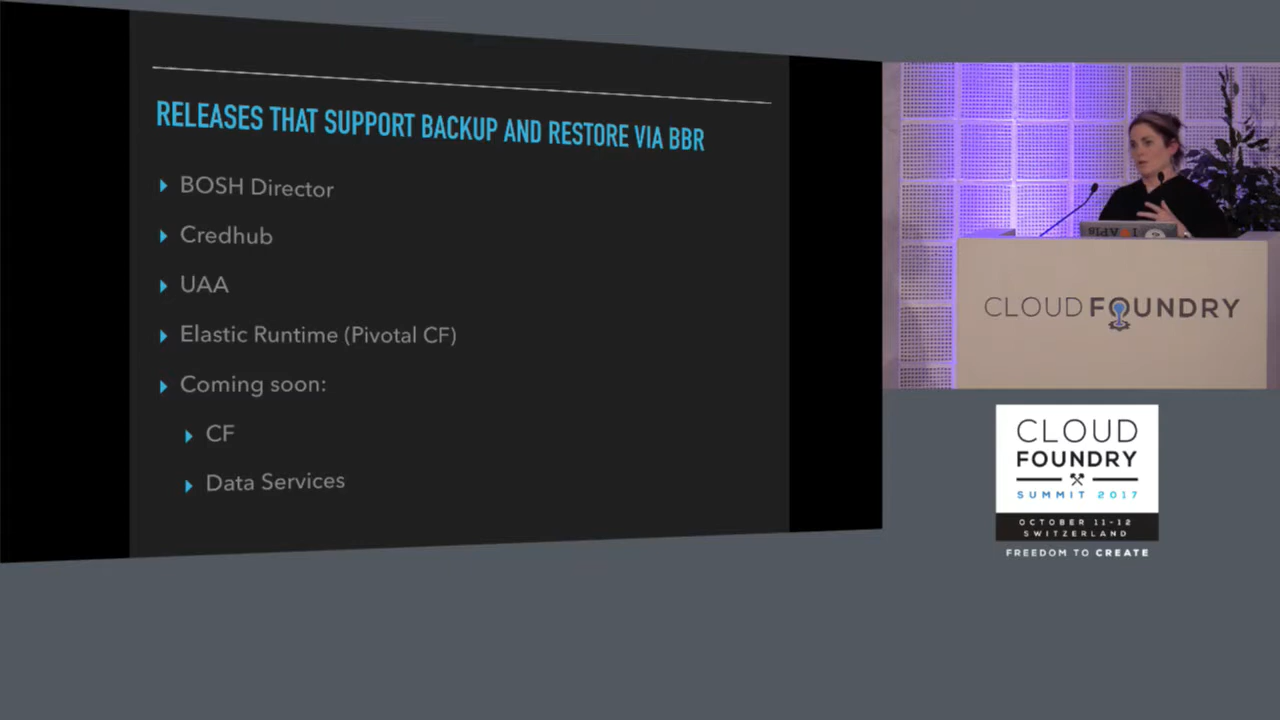 RELEASES THAT SUPPORT BACKUP AND RESTORE VIA BBR
BOSH Director
Credhub
UAA
Elastic Runtime (Pivotal CF)
Coming soon:
CF
Data Services
I APIs
CLOUD FOUNDRY
CLOUD
FOUNDRY
SUMMIT 2017
OCTOBER 11-12
SWITZERLAND
FREEDOM TO CREATE